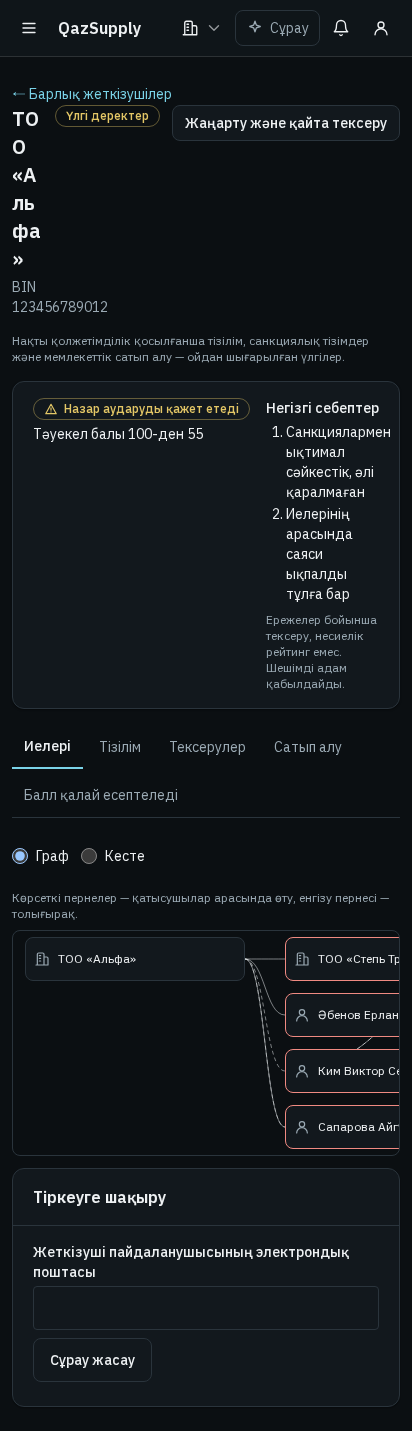 QazSupply
Сұрау
← Барлық жеткізушілер
ТО
О
«А
ль
фа
»
Үлгі деректер
Жаңарту және қайта тексеру
BIN
123456789012
Нақты қолжетімділік қосылғанша тізілім, санкциялық тізімдер
және мемлекеттік сатып алу — ойдан шығарылған үлгілер.
Назар аударуды қажет етеді
Тәуекел балы 100-ден 55
Негізгі себептер
1. Санкциялармен
ықтимал
сәйкестік, әлі
қаралмаған
2. Иелерінің
арасында
саяси
ықпалды
тұлға бар
Ережелер бойынша
тексеру, несиелік
рейтинг емес.
Шешімді адам
қабылдайды.
Иелері
Тізілім
Тексерулер
Сатып алу
Балл қалай есептеледі
Граф
Кесте
Көрсеткі пернелер — қатысушылар арасында өту, енгізу пернесі —
толығырақ.
ТОО «Альфа»
ТОО «Степь Тр
Әбенов Ерлан
Ким Виктор Се
Сапарова Айг
Тіркеуге шақыру
Жеткізуші пайдаланушысының электрондық
поштасы
Сұрау жасау